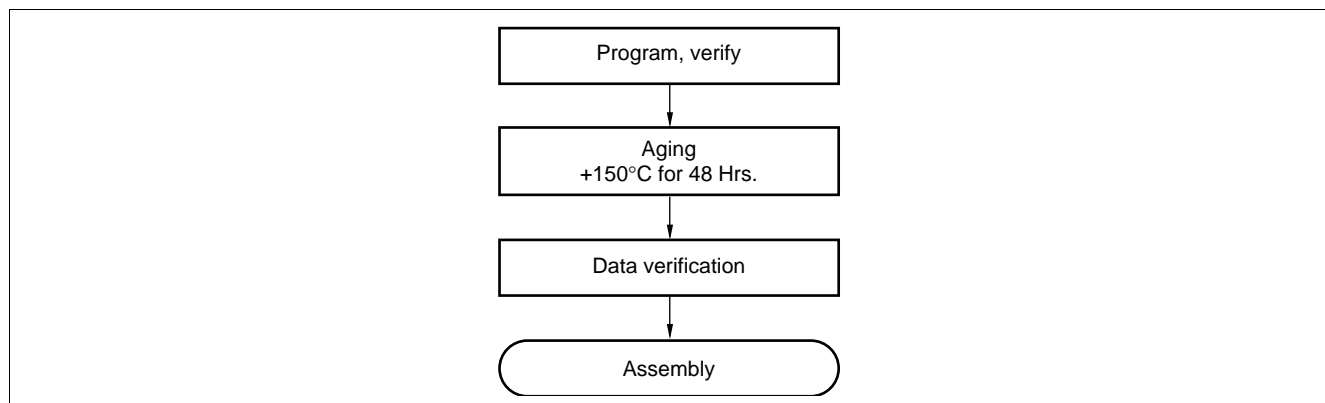 Program, verify
Aging
+150°C for 48 Hrs.
Data verification
Assembly